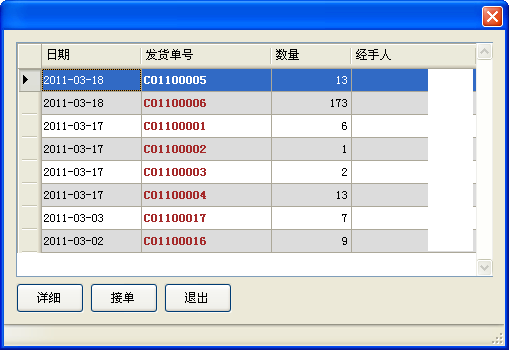 日期 发货单号 数量 经手人
2011-03-18 C01100005 13
2011-03-18 C01100006 173
2011-03-17 C01100001 6
2011-03-17 C01100002 1
2011-03-17 C01100003 2
2011-03-17 C01100004 13
2011-03-03 C01100017 7
2011-03-02 C01100016 9
详细 接单 退出